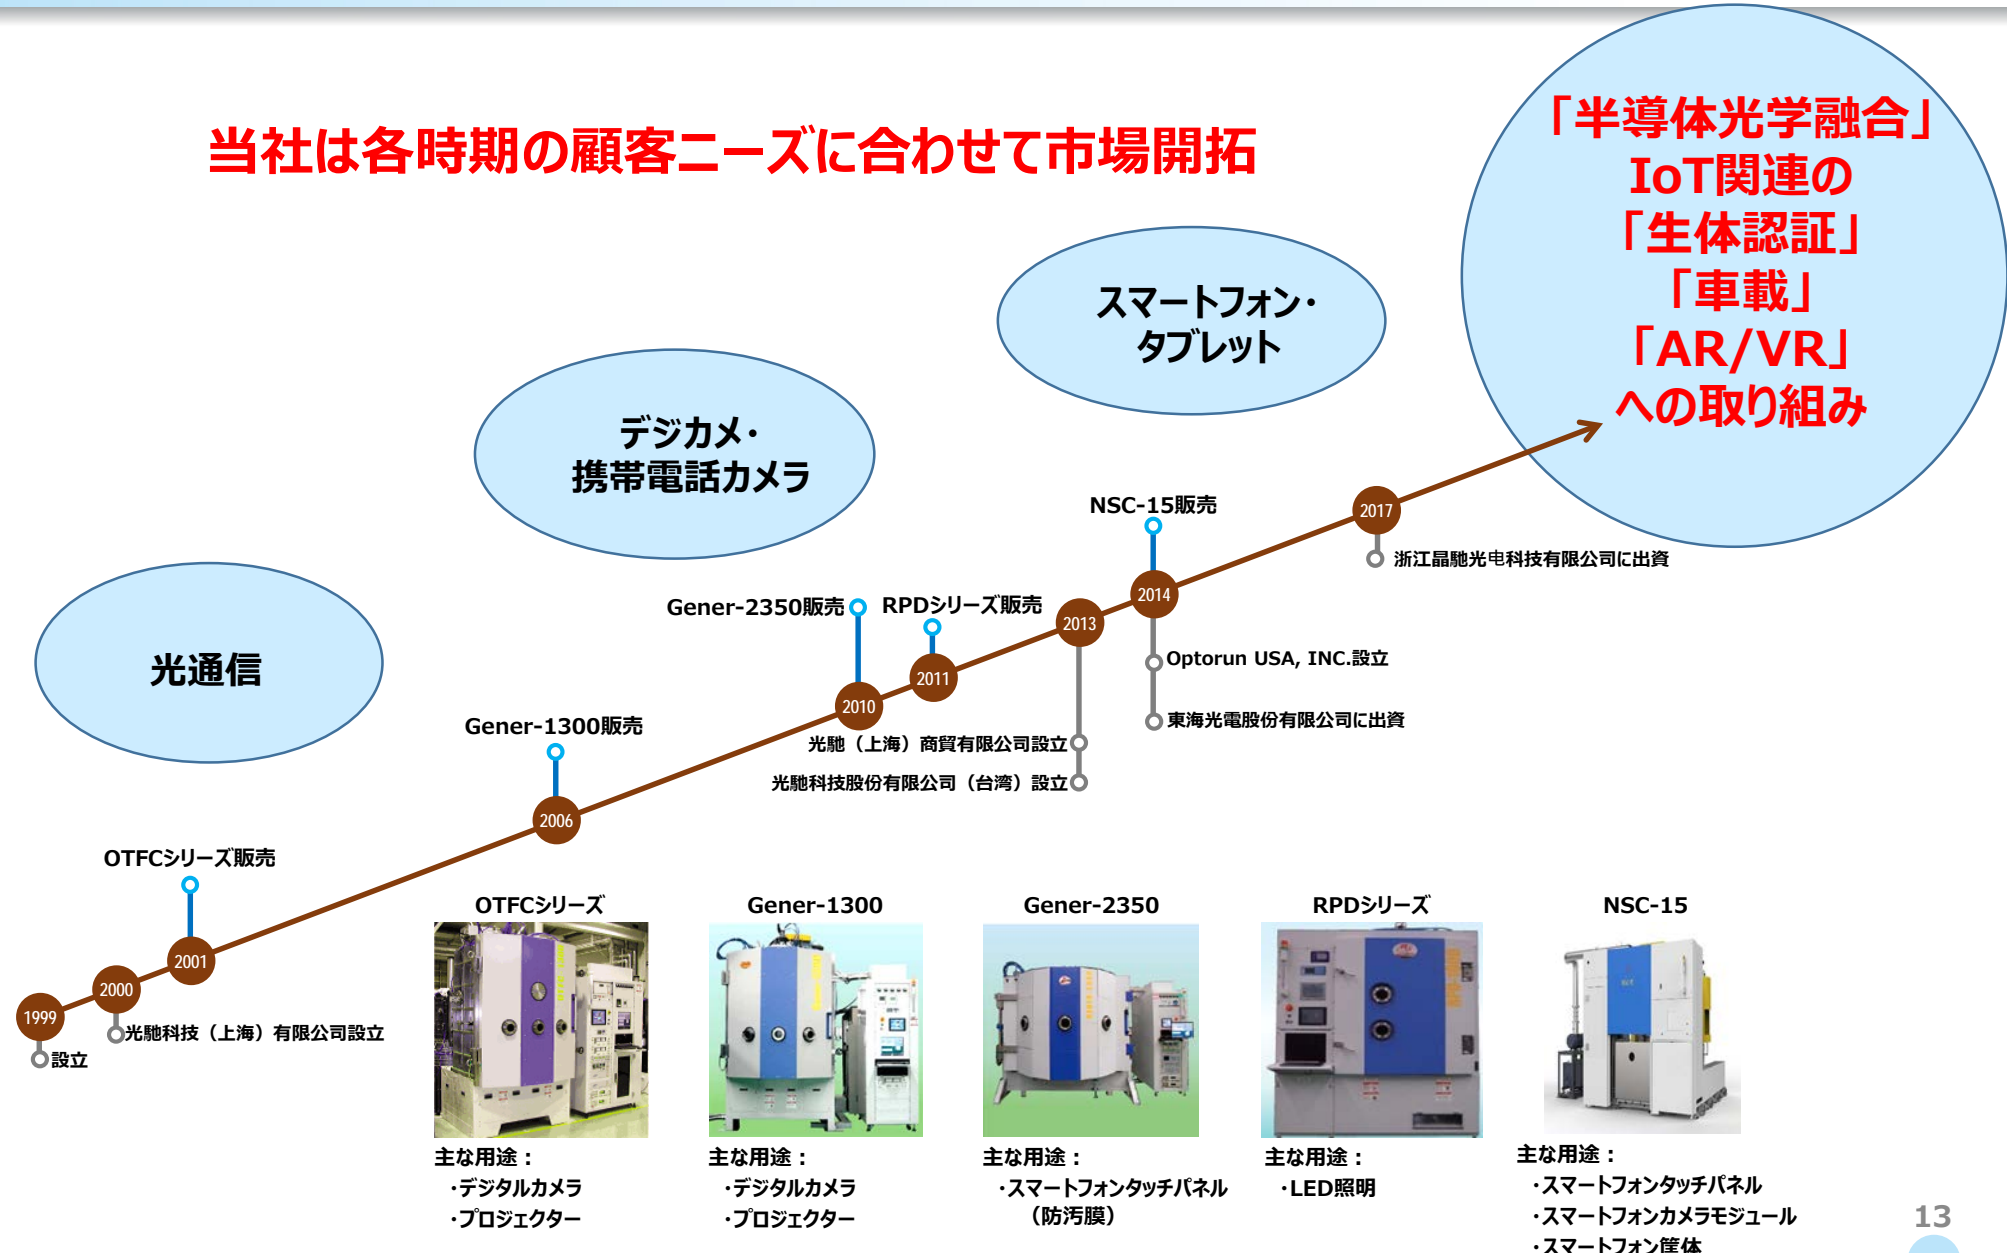 当社は各時期の顧客ニーズに合わせて市場開拓
「半導体光学融合」
IoT関連の
「生体認証」
「車載」
「AR/VR」
への取り組み
スマートフォン・
タブレット
デジカメ・
携帯電話カメラ
光通信
NSC-15販売
2017
浙江晶馳光电科技有限公司に出資
2014
Gener-2350販売
RPDシリーズ販売
2013
Optorun USA, INC.設立
2011
2010
東海光電股份有限公司に出資
Gener-1300販売
光馳（上海）商貿有限公司設立
光馳科技股份有限公司（台湾）設立
2006
OTFCシリーズ販売
2001
2000
1999
光馳科技（上海）有限公司設立
設立
OTFCシリーズ
Gener-1300
Gener-2350
RPDシリーズ
NSC-15
主な用途：
・デジタルカメラ
・プロジェクター
主な用途：
・デジタルカメラ
・プロジェクター
主な用途：
・スマートフォンタッチパネル
（防汚膜）
主な用途：
・LED照明
主な用途：
・スマートフォンタッチパネル
・スマートフォンカメラモジュール
・スマートフォン筐体
13